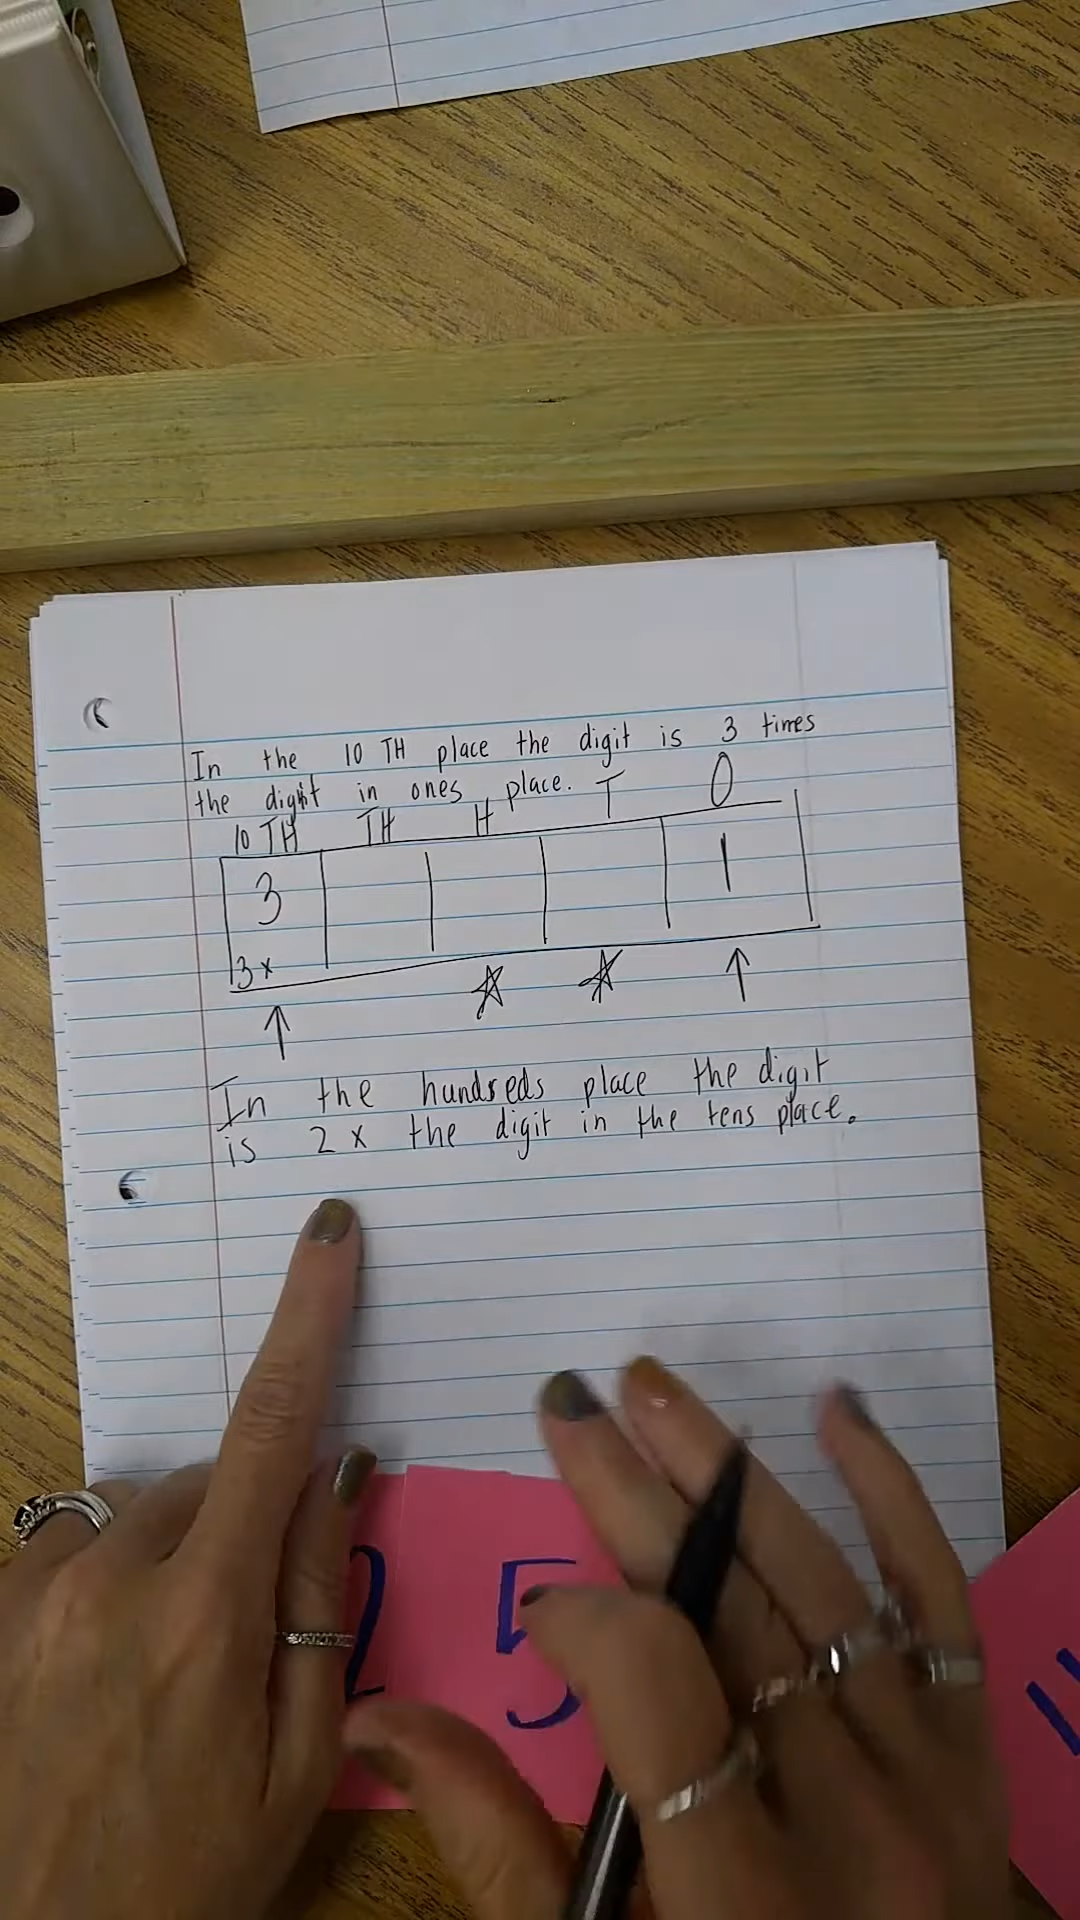 In the 10 TH place the digit is 3 times
the digit in ones place.
10 TH TH H T O
3 1
3x
In the hundreds place the digit
is 2 x the digit in the tens place.
2 5